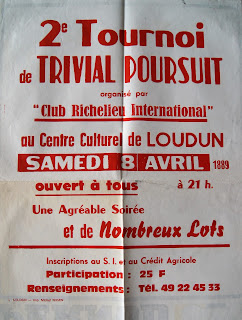 2e Tournoi
de TRIVIAL POURSUIT
organisé par
"Club Richelieu International"
au Centre Culturel de LOUDUN
SAMEDI 8 AVRIL 1889
ouvert à tous à 21 h.
Une Agréable Soirée
et de Nombreux Lots
Inscriptions au S. I. et au Crédit Agricole
Participation : 25 F
Renseignements : Tél. 49 22 45 33